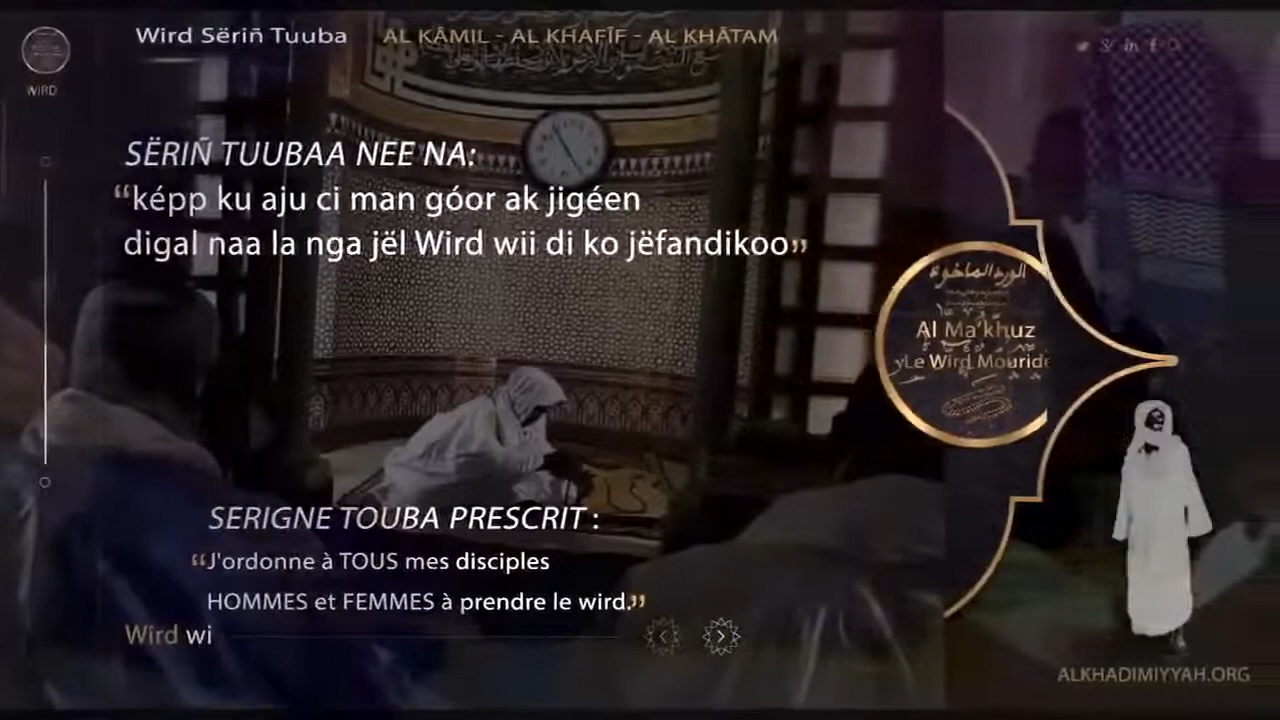 Wird Sëriñ Tuuba AL KÂMIL - AL KHAFÎF - AL KHÂTAM
WIRD
SËRIÑ TUUBAA NEE NA:
“képp ku aju ci man góor ak jigéen
digal naa la nga jël Wird wii di ko jëfandikoo”
الورد الماخوذ
Al Ma'khuz
Le Wird Mouride
SERIGNE TOUBA PRESCRIT :
“J'ordonne à TOUS mes disciples
HOMMES et FEMMES à prendre le wird.”
Wird wi
ALKHADIMIYYAH.ORG